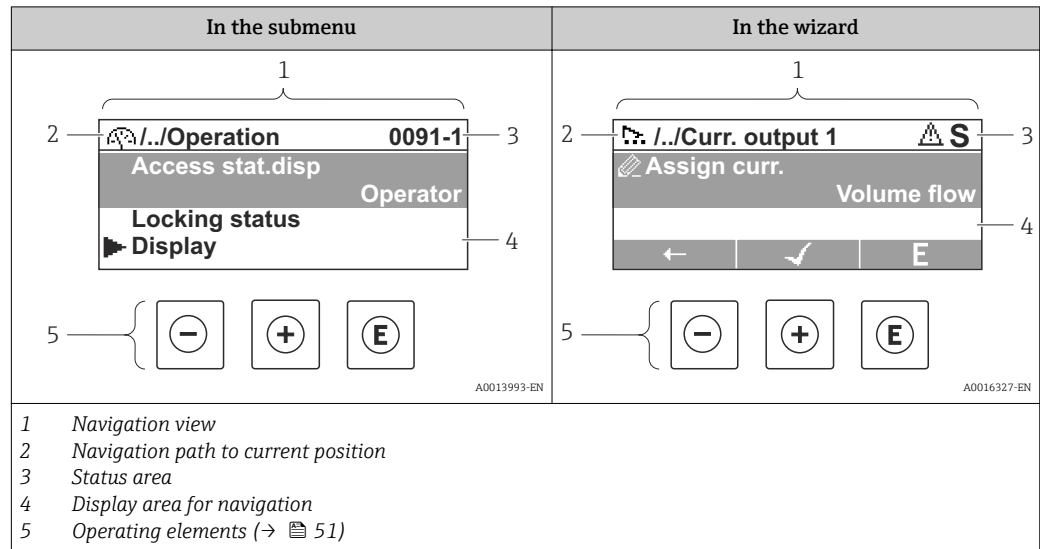 In the submenu
In the wizard
1
2
/../Operation 0091-1
3
Access stat.disp
Operator
Locking status
Display
4
5
- + E
A0013993-EN
1
2
/../Curr. output 1 S
3
Assign curr.
Volume flow
4
← ✓ E
5
- + E
A0016327-EN
1 Navigation view
2 Navigation path to current position
3 Status area
4 Display area for navigation
5 Operating elements (→ 51)